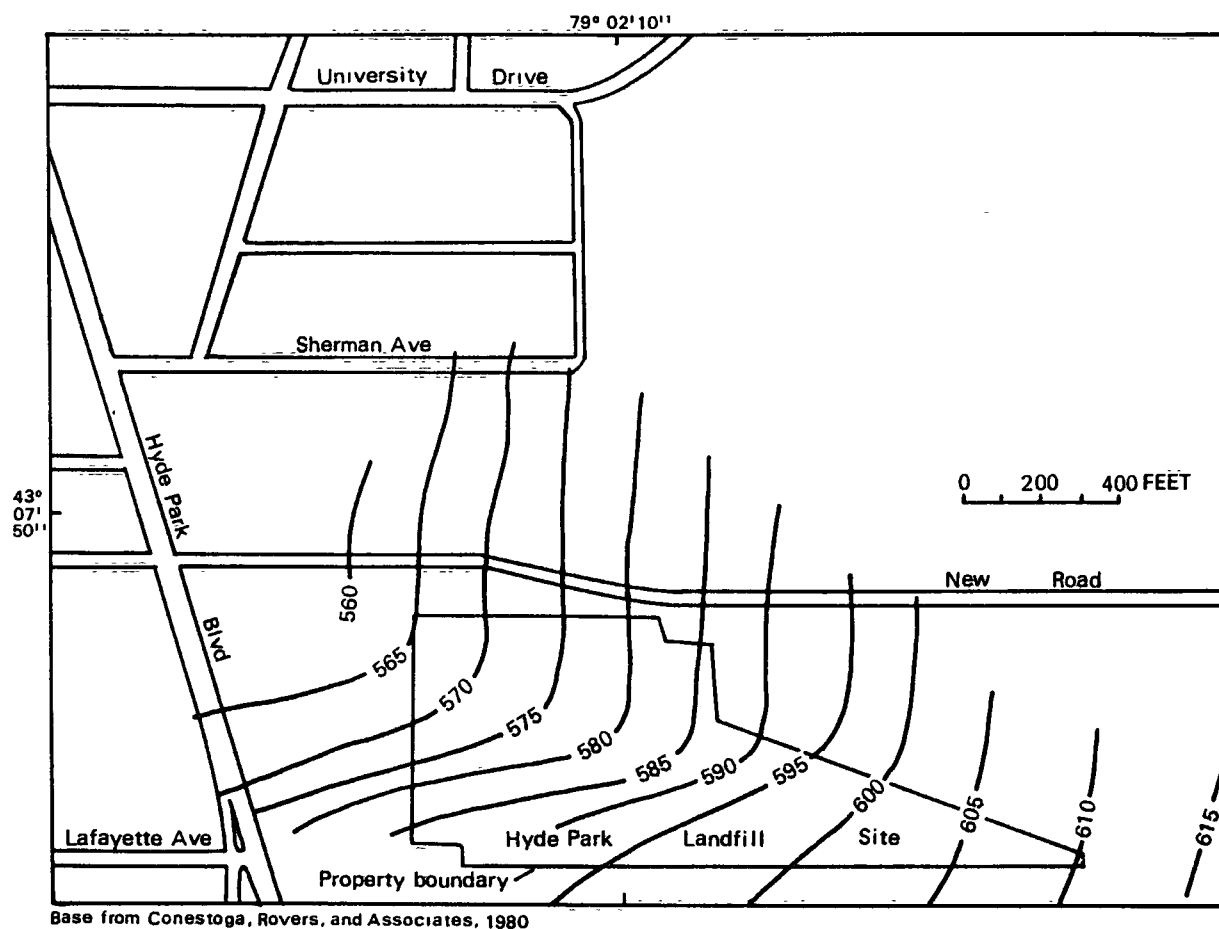 79° 02'10''
University Drive
Sherman Ave
Hyde Park
Blvd
0 200 400 FEET
43°
07'
50''
New Road
560
565
570
575
580
585
590
595
600
605
610
615
Lafayette Ave
Hyde Park Landfill Site
Property boundary
Base from Conestoga, Rovers, and Associates, 1980